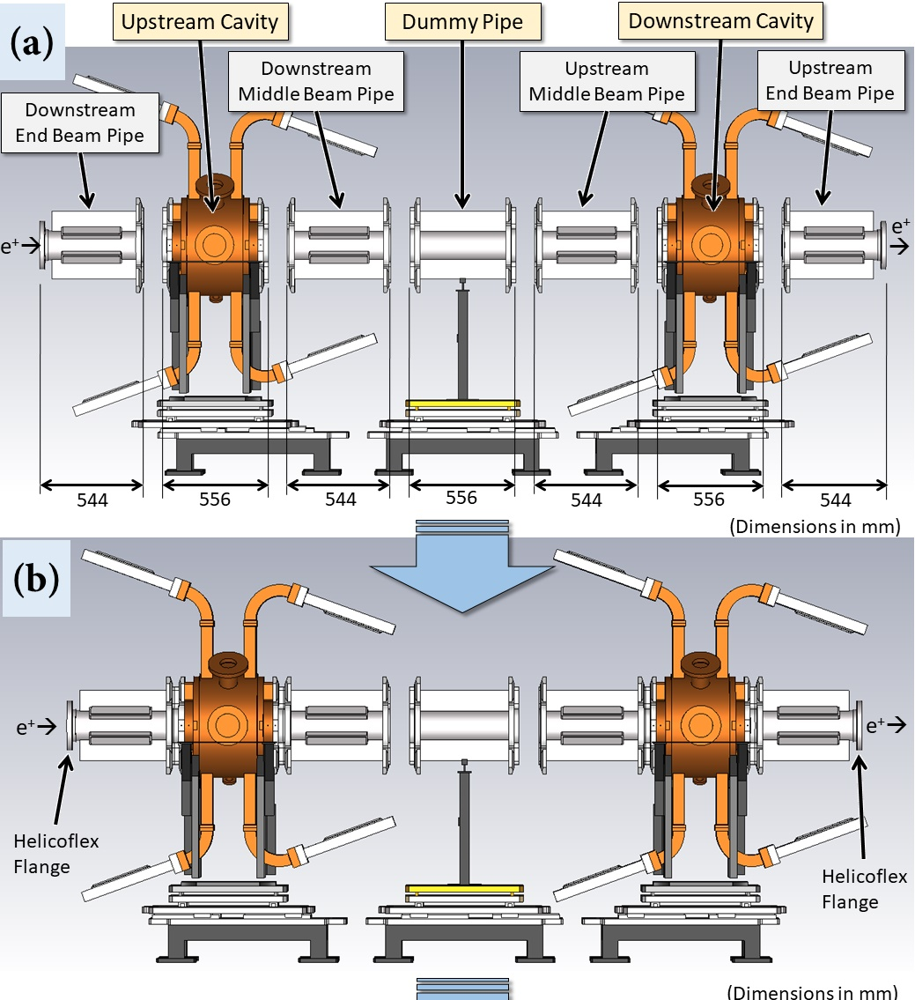 (a)
Upstream Cavity
Dummy Pipe
Downstream Cavity
Downstream
End Beam Pipe
Downstream
Middle Beam Pipe
Upstream
Middle Beam Pipe
Upstream
End Beam Pipe
e⁺→
e⁺
→
544
556
544
556
544
556
544
(Dimensions in mm)
(b)
e⁺→
e⁺→
Helicoflex
Flange
Helicoflex
Flange
(Dimensions in mm)